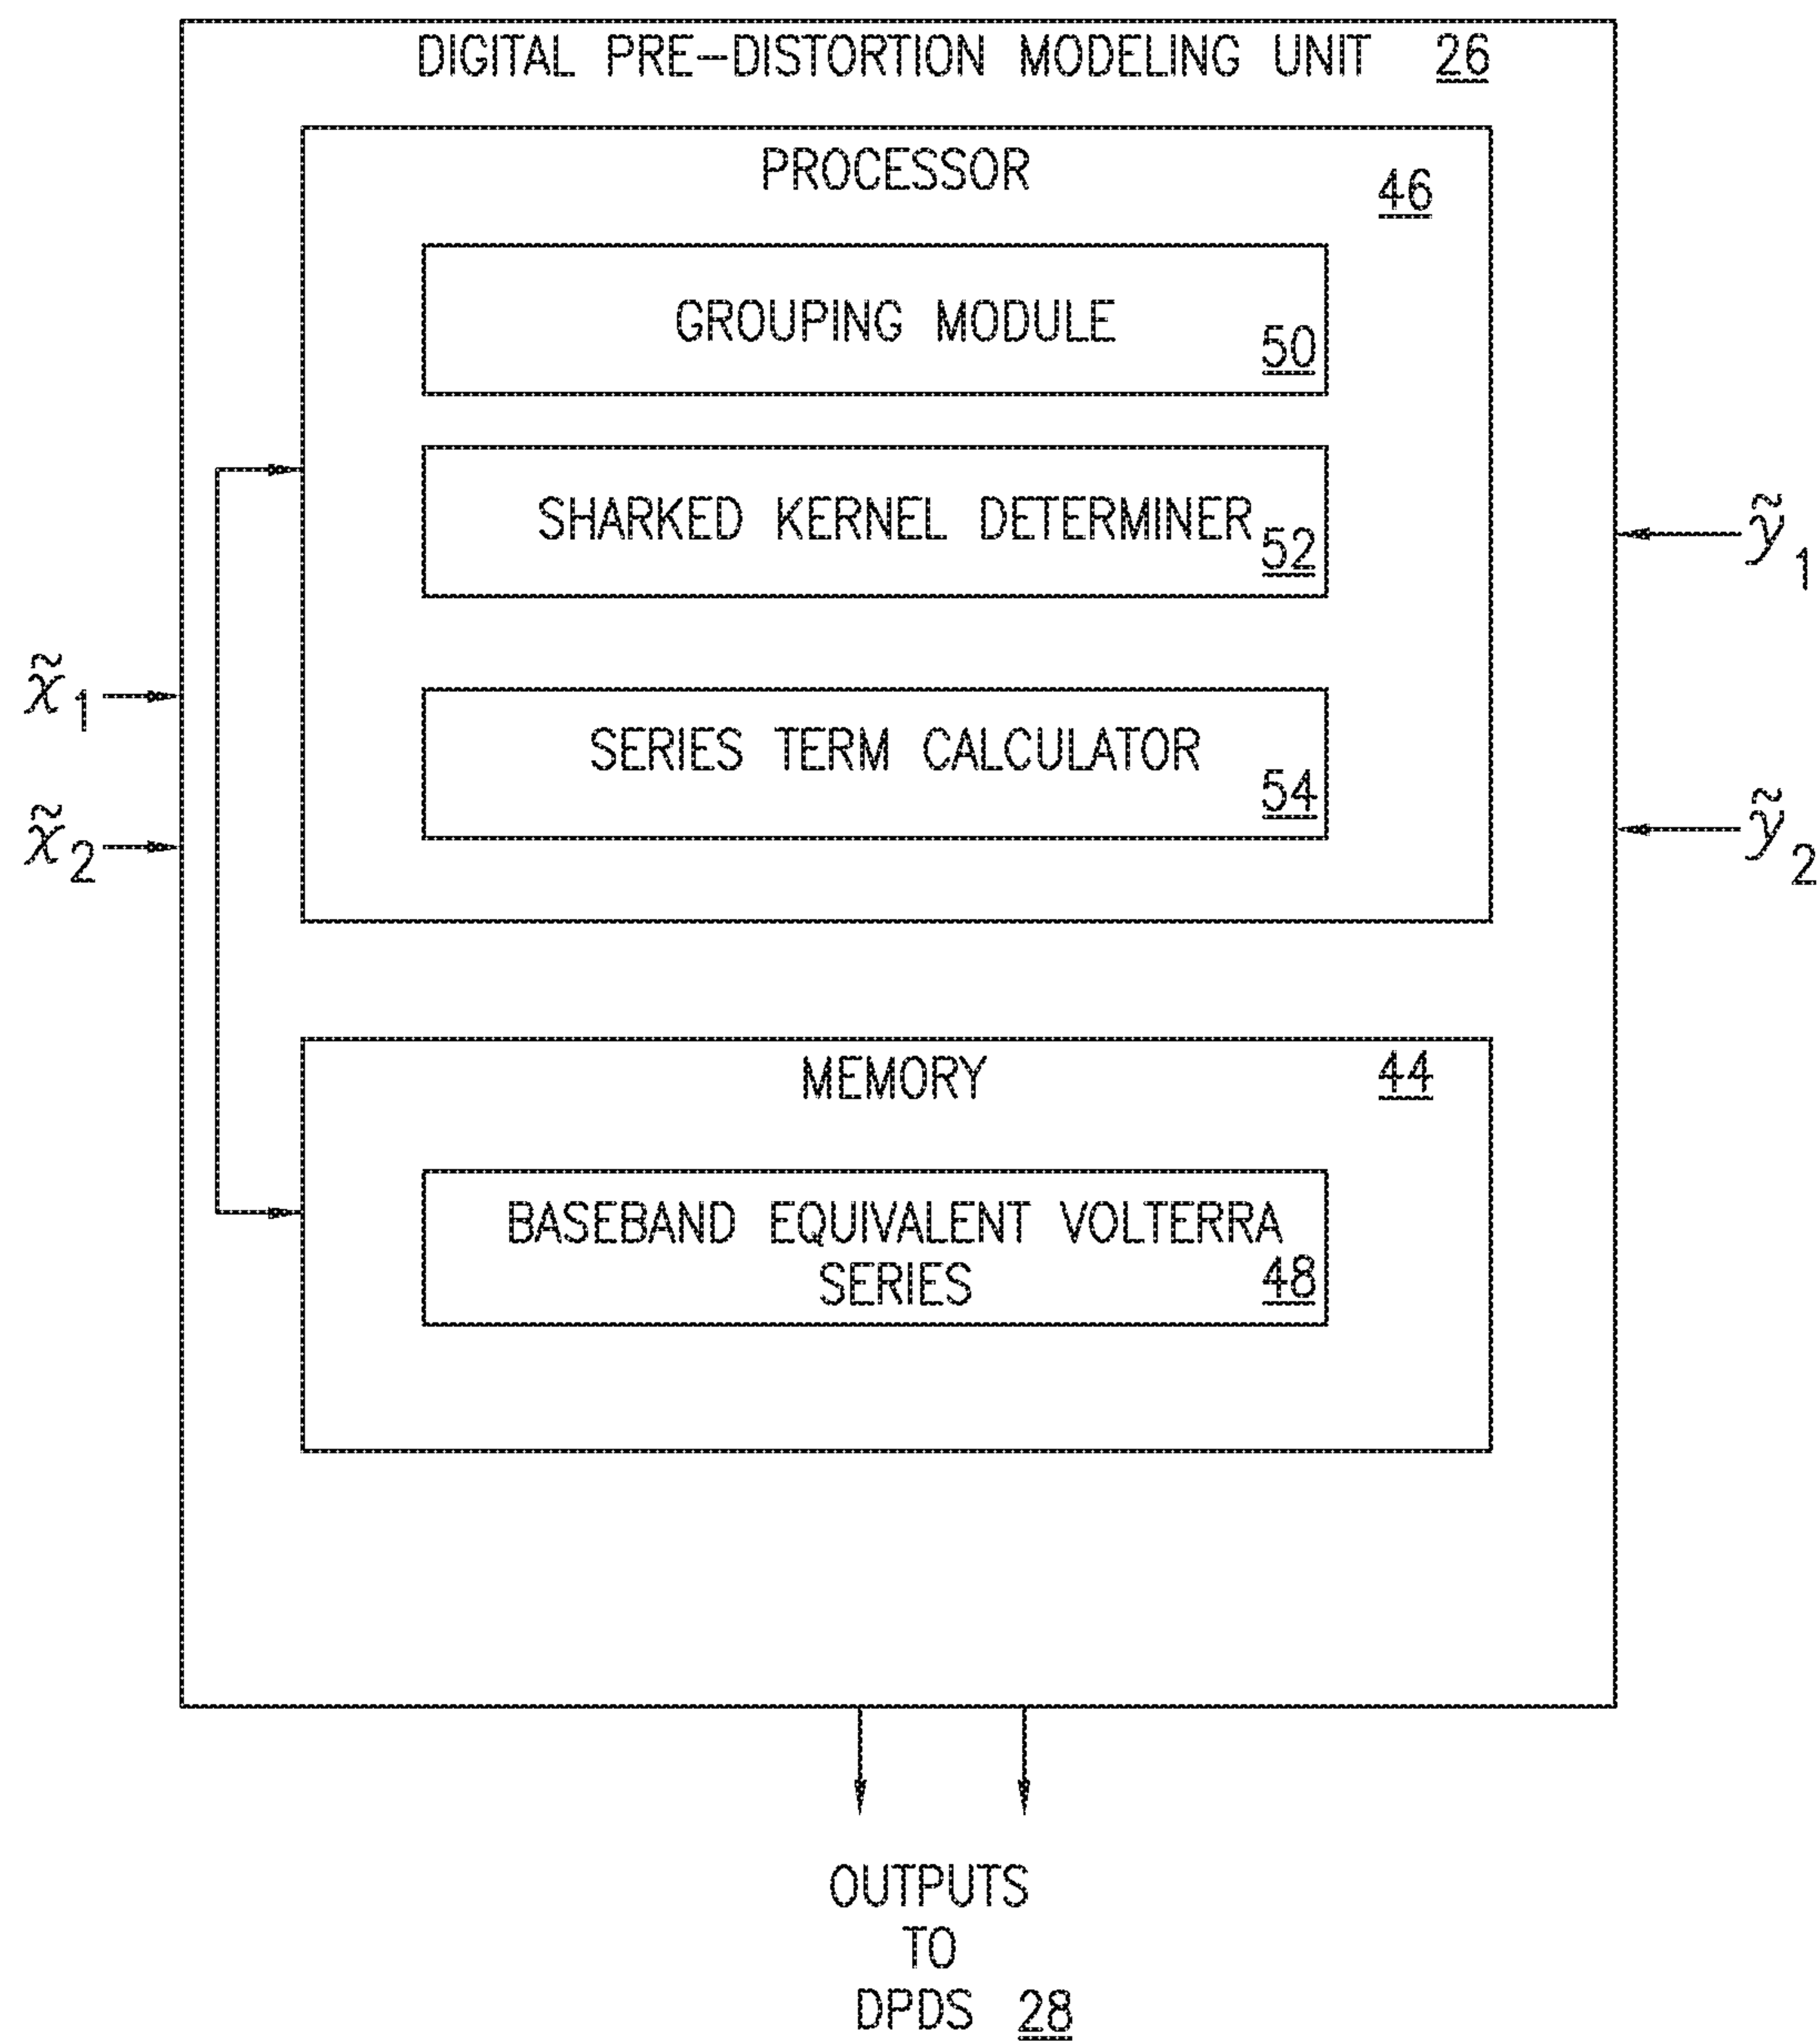 DIGITAL PRE-DISTORTION MODELING UNIT 26
PROCESSOR 46
GROUPING MODULE 50
SHARKED KERNEL DETERMINER 52
SERIES TERM CALCULATOR 54
x̃1
x̃2
ỹ1
ỹ2
MEMORY 44
BASEBAND EQUIVALENT VOLTERRA
SERIES 48
OUTPUTS
TO
DPDS 28